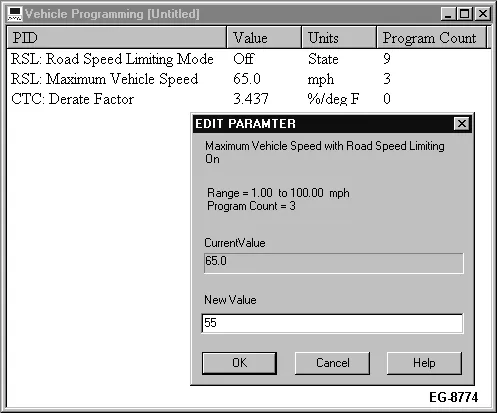 Vehicle Programming [Untitled]
PID Value Units Program Count
RSL: Road Speed Limiting Mode Off State 9
RSL: Maximum Vehicle Speed 65.0 mph 3
CTC: Derate Factor 3.437 %/deg F 0
EDIT PARAMTER
Maximum Vehicle Speed with Road Speed Limiting
On
Range = 1.00 to 100.00 mph
Program Count = 3
CurrentValue
65.0
New Value
55
OK Cancel Help
EG-8774